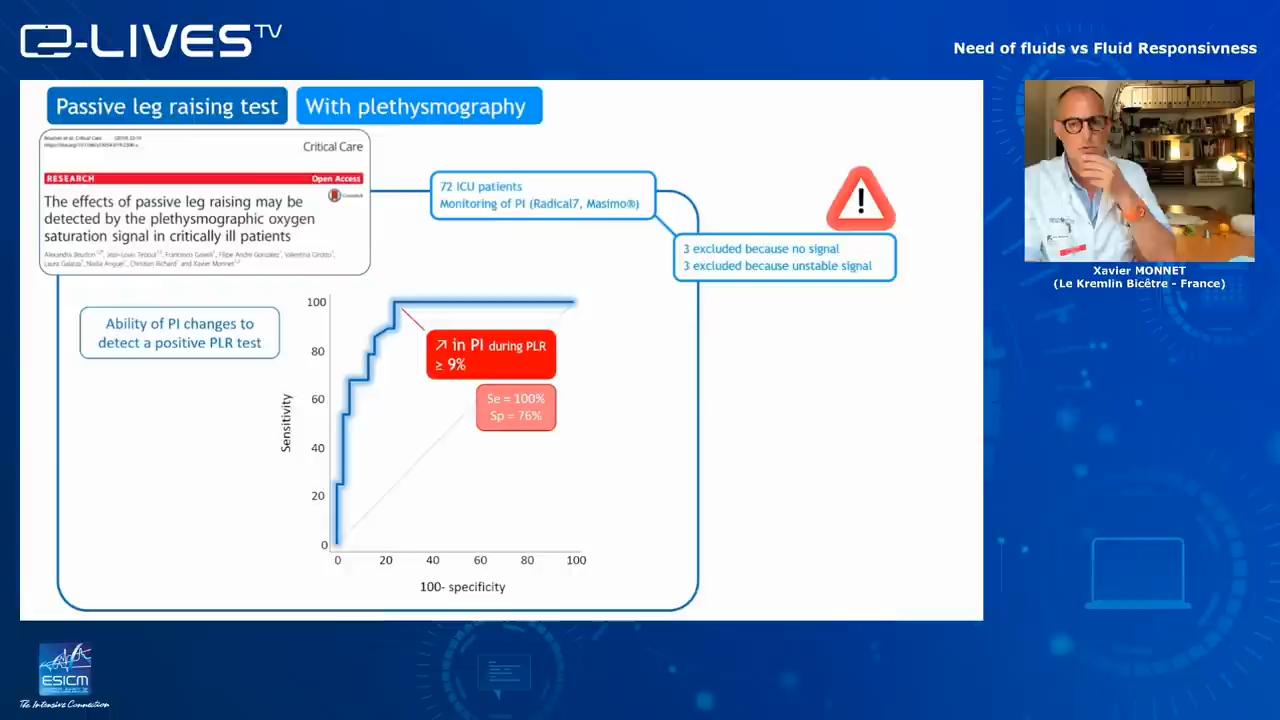 e-LIVES TV
Need of fluids vs Fluid Responsivness
Passive leg raising test
With plethysmography
Critical Care
RESEARCH
Open Access
The effects of passive leg raising may be
detected by the plethysmographic oxygen
saturation signal in critically ill patients
72 ICU patients
Monitoring of PI (Radical7, Masimo®)
!
3 excluded because no signal
3 excluded because unstable signal
Xavier MONNET
(Le Kremlin Bicêtre - France)
Ability of PI changes to
detect a positive PLR test
↗ in PI during PLR
≥ 9%
Se = 100%
Sp = 76%
Sensitivity
100
80
60
40
20
0
0 20 40 60 80 100
100- specificity
ESICM
The Intensive Connection